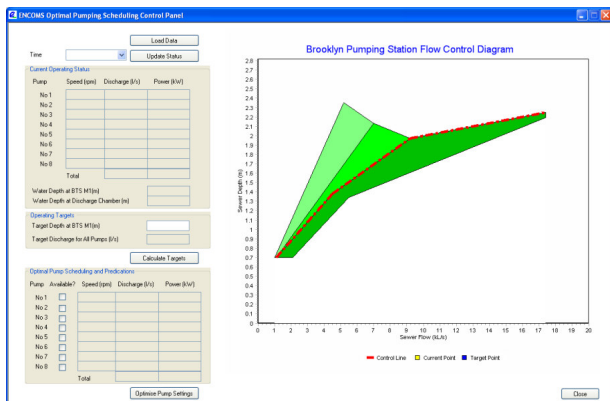 ENCOMS Optimal Pumping Scheduling Control Panel
Load Data
Time
Update Status
Current Operating Status
Pump Speed (rpm) Discharge (l/s) Power (kW)
No 1
No 2
No 3
No 4
No 5
No 6
No 7
No 8
Total
Water Depth at BTS M1(m)
Water Depth at Discharge Chamber (m)
Operating Targets
Target Depth at BTS M1(m)
Target Discharge for All Pumps (l/s)
Calculate Targets
Optimal Pump Scheduling and Predications
Pump Available? Speed (rpm) Discharge (l/s) Power (kW)
No 1
No 2
No 3
No 4
No 5
No 6
No 7
No 8
Total
Optimise Pump Settings
Brooklyn Pumping Station Flow Control Diagram
Sewer Depth (m)
2.8
2.7
2.6
2.5
2.4
2.3
2.2
2.1
2
1.9
1.8
1.7
1.6
1.5
1.4
1.3
1.2
1.1
1
0.9
0.8
0.7
0.6
0.5
0.4
0.3
0.2
0.1
0
0 1 2 3 4 5 6 7 8 9 10 11 12 13 14 15 16 17 18 19 20
Sewer Flow (kL/s)
Control Line Current Point Target Point
Close